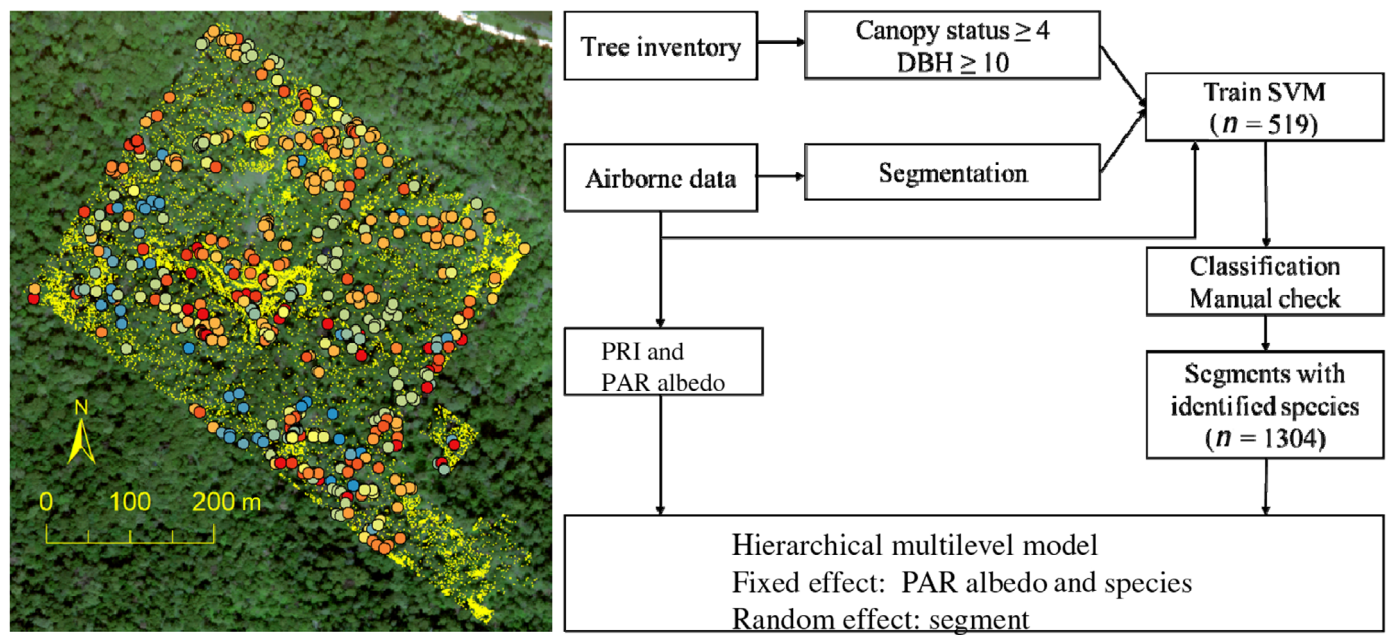 N
0 100 200 m
Tree inventory
Canopy status ≥ 4
DBH ≥ 10
Train SVM
(n = 519)
Airborne data
Segmentation
Classification
Manual check
PRI and
PAR albedo
Segments with
identified species
(n = 1304)
Hierarchical multilevel model
Fixed effect: PAR albedo and species
Random effect: segment